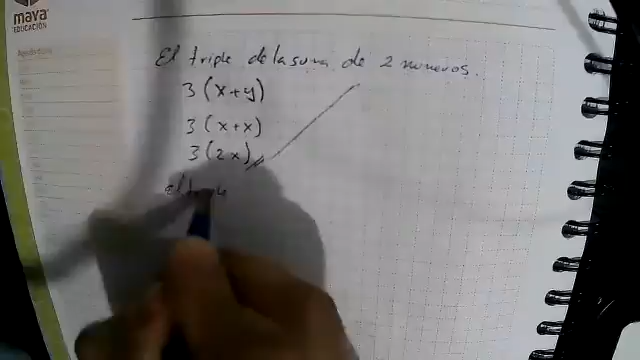 maya
EDUCACIÓN
El triple de la suma de 2 numeros.
3(x+y)
3(x+x)
3(2x)